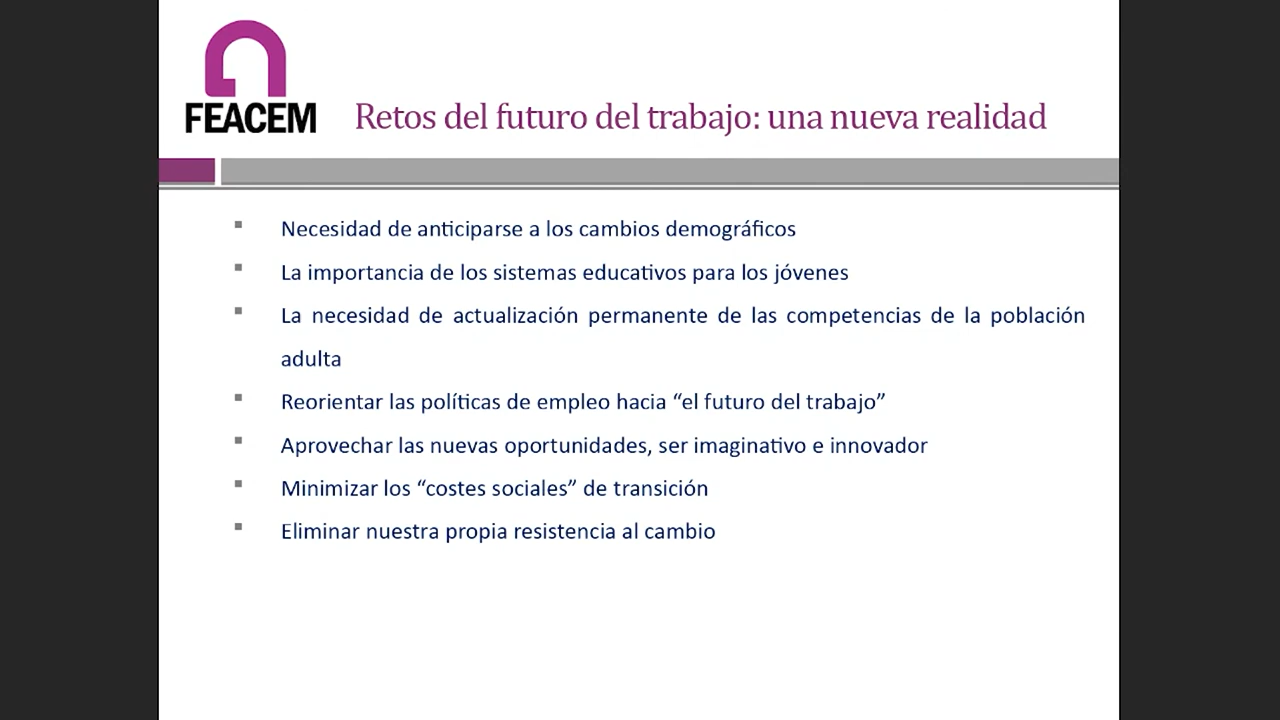 FEACEM
Retos del futuro del trabajo: una nueva realidad
Necesidad de anticiparse a los cambios demográficos
La importancia de los sistemas educativos para los jóvenes
La necesidad de actualización permanente de las competencias de la población
adulta
Reorientar las políticas de empleo hacia “el futuro del trabajo”
Aprovechar las nuevas oportunidades, ser imaginativo e innovador
Minimizar los “costes sociales” de transición
Eliminar nuestra propia resistencia al cambio